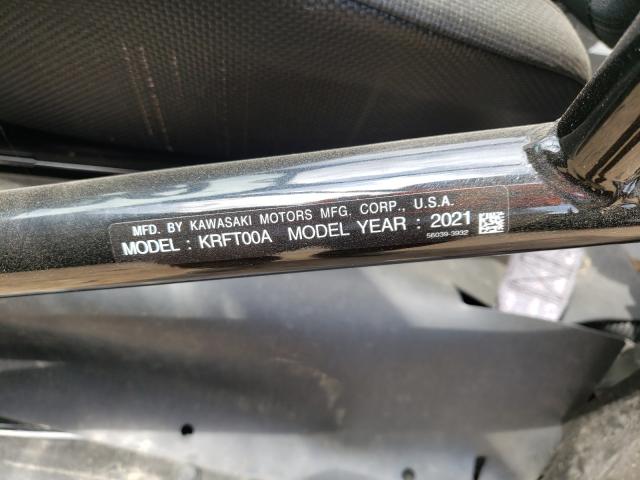 MFD. BY KAWASAKI MOTORS MFG. CORP., U.S.A.
MODEL : KRFT00A MODEL YEAR : 2021
56039-3932